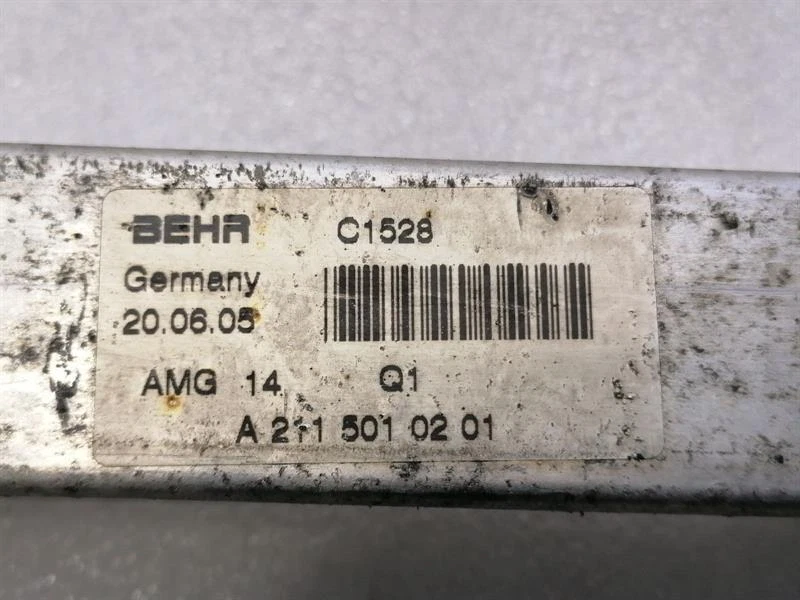 BEHR C1528
Germany
20.06.05
AMG 14 Q1
A 211 501 02 01